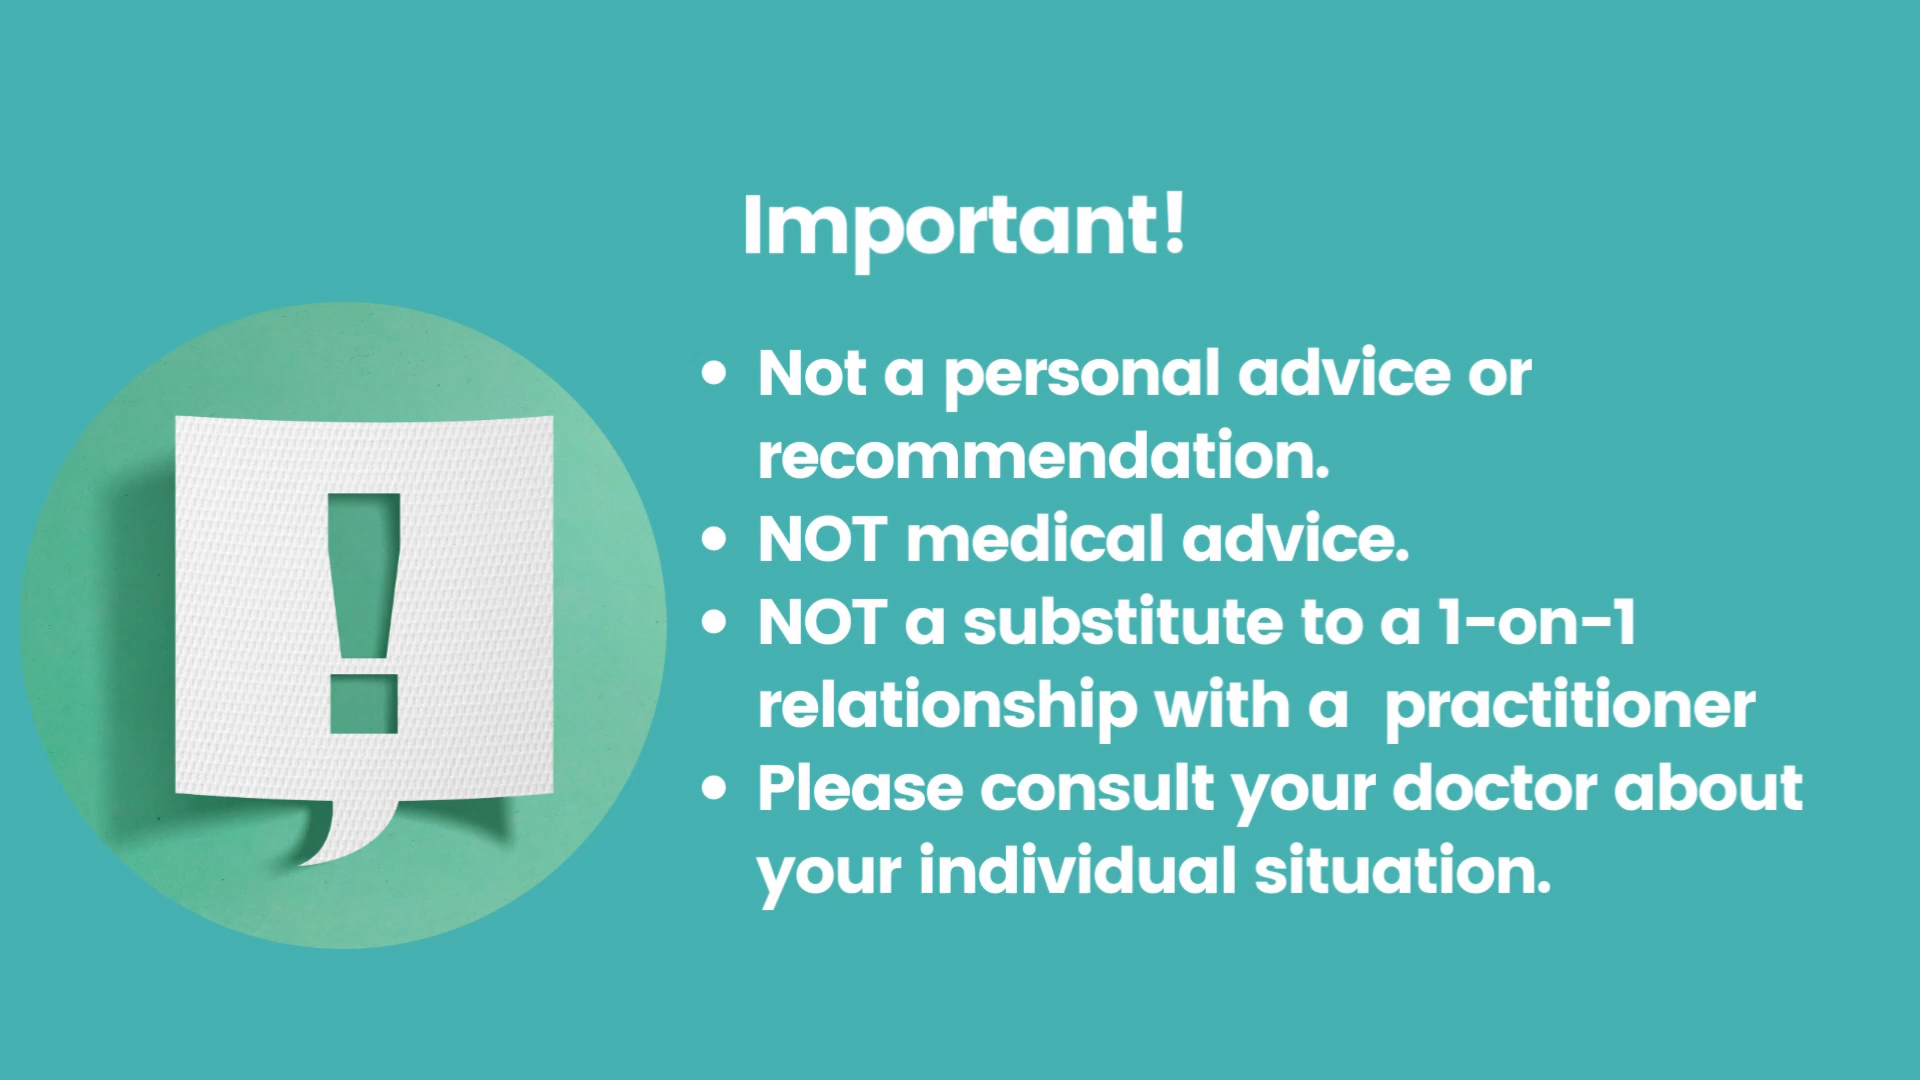 Important!
• Not a personal advice or
recommendation.
• NOT medical advice.
• NOT a substitute to a 1-on-1
relationship with a  practitioner
• Please consult your doctor about
your individual situation.